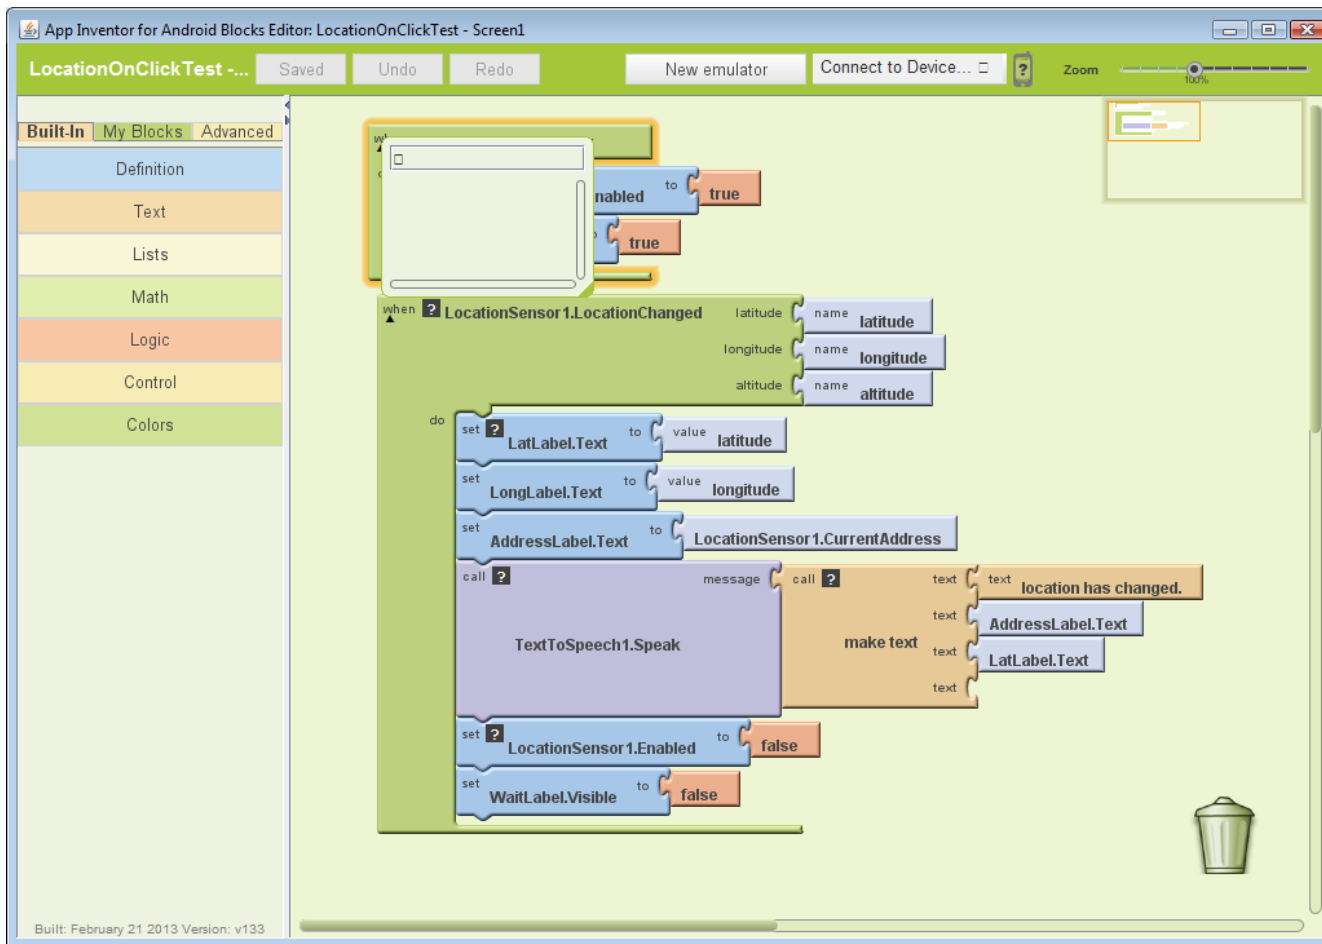 App Inventor for Android Blocks Editor: LocationOnClickTest - Screen1
LocationOnClickTest -... Saved Undo Redo New emulator Connect to Device... ? Zoom
100%
Built-In My Blocks Advanced
Definition
Text
Lists
Math
Logic
Control
Colors
Built: February 21 2013 Version: v133
nabled to true
true
when ? LocationSensor1.LocationChanged latitude name latitude
longitude name longitude
altitude name altitude
do
set ? LatLabel.Text to value latitude
set LongLabel.Text to value longitude
set AddressLabel.Text to LocationSensor1.CurrentAddress
call ? TextToSpeech1.Speak message call ? make text text text location has changed.
text AddressLabel.Text
text LatLabel.Text
text
set ? LocationSensor1.Enabled to false
set WaitLabel.Visible to false